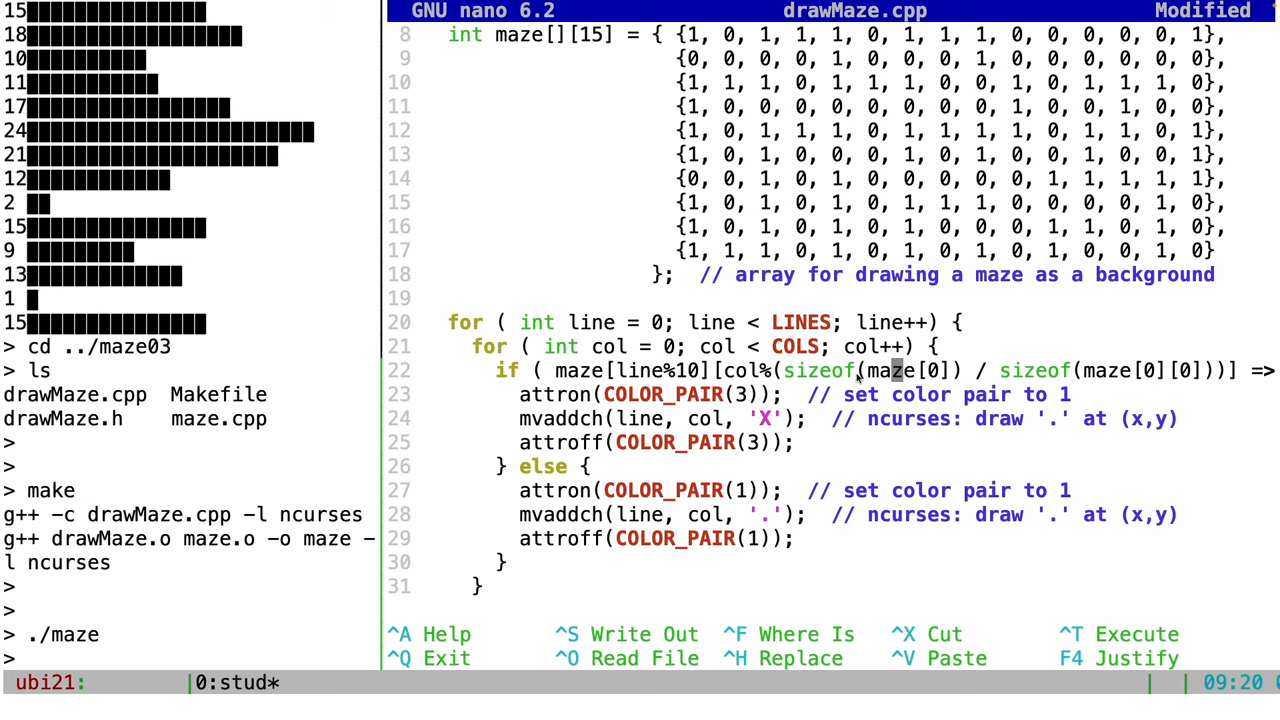 15
18
10
11
17
24
21
12
2
15
9
13
1
15
> cd ../maze03
> ls
drawMaze.cpp Makefile
drawMaze.h maze.cpp
>
>
> make
g++ -c drawMaze.cpp -l ncurses
g++ drawMaze.o maze.o -o maze -
l ncurses
>
>
> ./maze
>
GNU nano 6.2 drawMaze.cpp Modified
8 int maze[][15] = { {1, 0, 1, 1, 1, 0, 1, 1, 1, 0, 0, 0, 0, 0, 1},
9 {0, 0, 0, 0, 1, 0, 0, 0, 1, 0, 0, 0, 0, 0, 0},
10 {1, 1, 1, 0, 1, 1, 1, 0, 0, 1, 0, 1, 1, 1, 0},
11 {1, 0, 0, 0, 0, 0, 0, 0, 0, 1, 0, 0, 1, 0, 0},
12 {1, 0, 1, 1, 1, 0, 1, 1, 1, 1, 0, 1, 1, 0, 1},
13 {1, 0, 1, 0, 0, 0, 1, 0, 1, 0, 0, 1, 0, 0, 1},
14 {0, 0, 1, 0, 1, 0, 0, 0, 0, 0, 1, 1, 1, 1, 1},
15 {1, 0, 1, 0, 1, 0, 1, 1, 1, 0, 0, 0, 0, 1, 0},
16 {1, 0, 1, 0, 1, 0, 1, 0, 0, 0, 1, 1, 0, 1, 0},
17 {1, 1, 1, 0, 1, 0, 1, 0, 1, 0, 1, 0, 0, 1, 0}
18 }; // array for drawing a maze as a background
19
20 for ( int line = 0; line < LINES; line++) {
21 for ( int col = 0; col < COLS; col++) {
22 if ( maze[line%10][col%(sizeof(maze[0]) / sizeof(maze[0][0]))] =>
23 attron(COLOR_PAIR(3)); // set color pair to 1
24 mvaddch(line, col, 'X'); // ncurses: draw '.' at (x,y)
25 attroff(COLOR_PAIR(3));
26 } else {
27 attron(COLOR_PAIR(1)); // set color pair to 1
28 mvaddch(line, col, '.'); // ncurses: draw '.' at (x,y)
29 attroff(COLOR_PAIR(1));
30 }
31 }
^A Help ^S Write Out ^F Where Is ^X Cut ^T Execute
^Q Exit ^O Read File ^H Replace ^V Paste F4 Justify
ubi21: |0:stud* | | 09:20